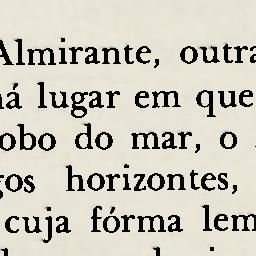 Almirante, outra
há lugar em que
obo do mar, o
gos horizontes,
cuja fórma lem